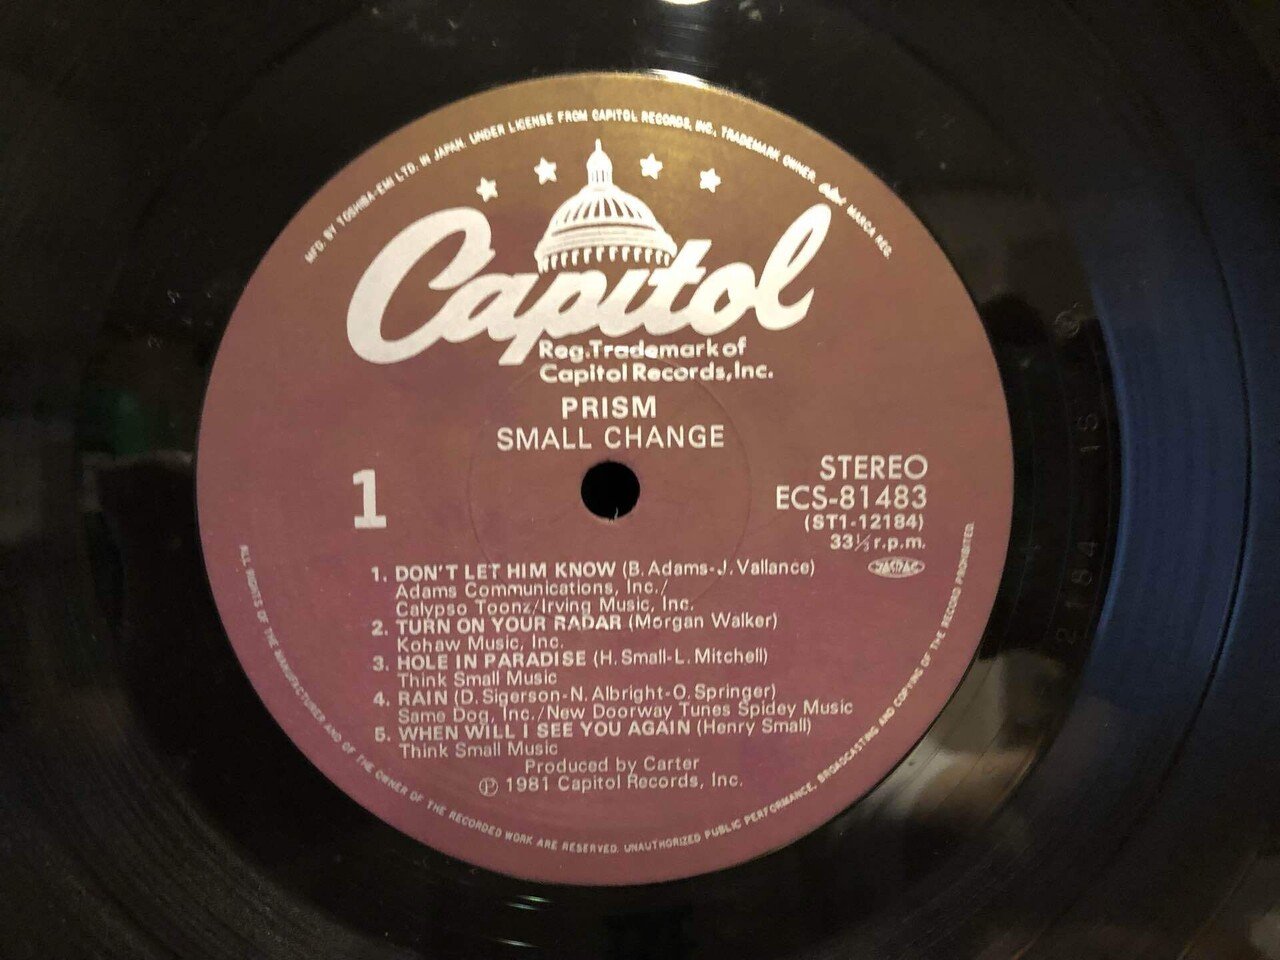 MFD. BY TOSHIBA-EMI LTD. IN JAPAN. UNDER LICENSE FROM CAPITOL RECORDS, INC., TRADEMARK OWNER. MARCA REG.
Capitol
Reg.Trademark of
Capitol Records, Inc.
PRISM
SMALL CHANGE
1
STEREO
ECS-81483
(ST1-12184)
33⅓ r.p.m.
JASRAC
1. DON'T LET HIM KNOW (B. Adams-J. Vallance)
Adams Communications, Inc./
Calypso Toonz/Irving Music, Inc.
2. TURN ON YOUR RADAR (Morgan Walker)
Kohaw Music, Inc.
3. HOLE IN PARADISE (H. Small-L. Mitchell)
Think Small Music
4. RAIN (D. Sigerson-N. Albright-O. Springer)
Same Dog, Inc./New Doorway Tunes Spidey Music
5. WHEN WILL I SEE YOU AGAIN (Henry Small)
Think Small Music
Produced by Carter
Ⓟ 1981 Capitol Records, Inc.
ALL RIGHTS OF THE MANUFACTURER AND OF THE OWNER OF THE RECORDED WORK ARE RESERVED. UNAUTHORIZED PUBLIC PERFORMANCE, BROADCASTING AND COPYING OF THE RECORD PROHIBITED.